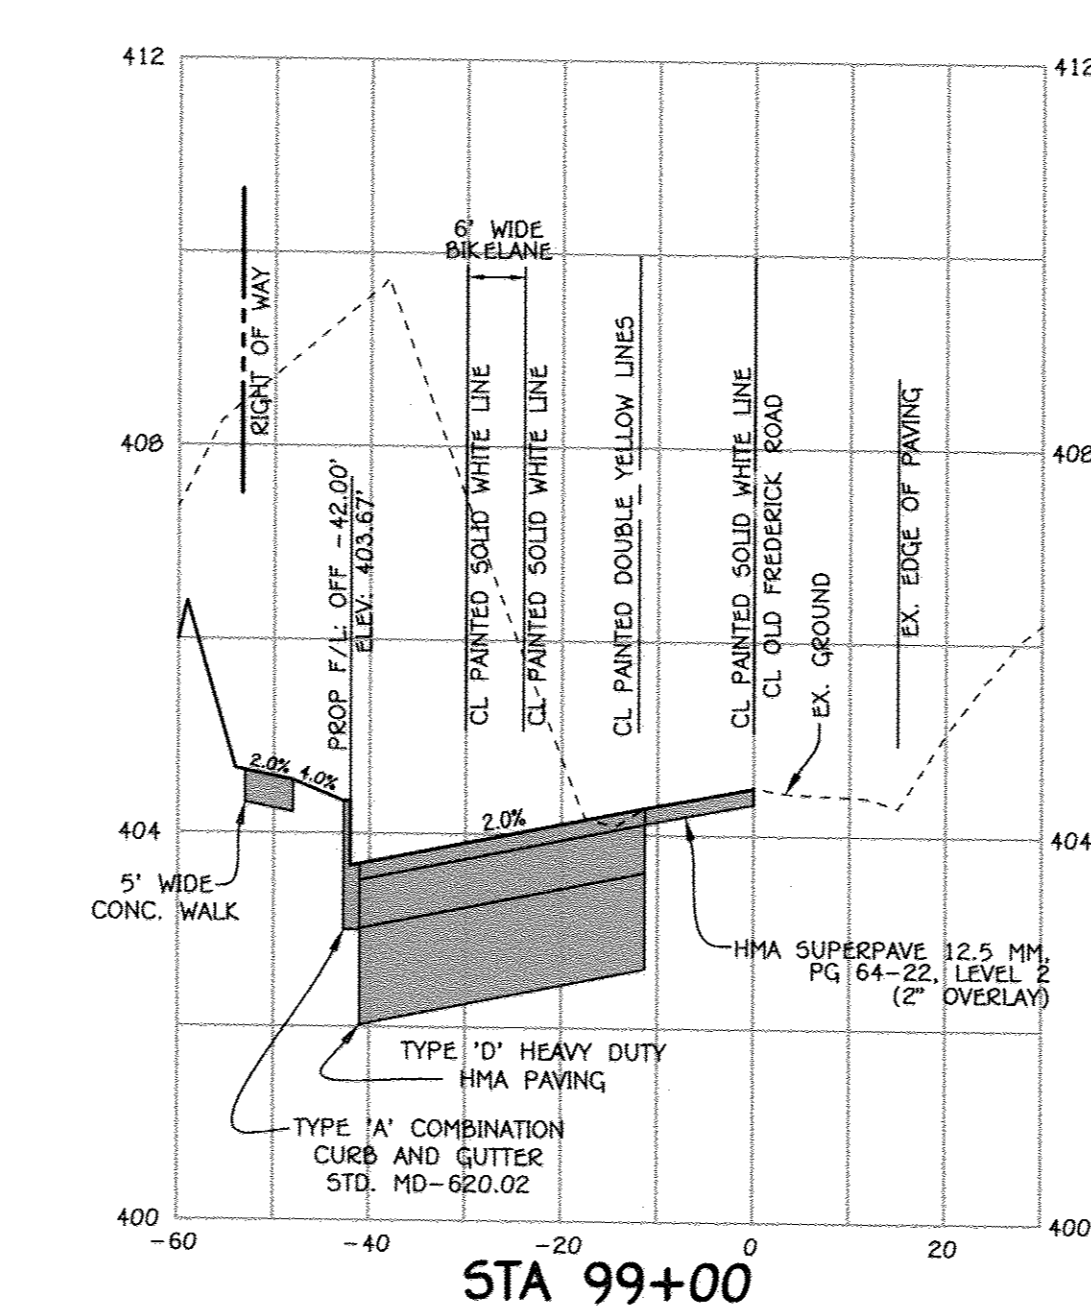 412
412
6' WIDE
BIKELANE
RIGHT OF WAY
408
408
PROP F/L: OFF -42.00'
ELEV: 403.67'
CL PAINTED SOLID WHITE LINE
CL PAINTED SOLID WHITE LINE
CL PAINTED DOUBLE YELLOW LINES
CL PAINTED SOLID WHITE LINE
CL OLD FREDERICK ROAD
EX. GROUND
EX. EDGE OF PAVING
2.0%
4.0%
2.0%
404
404
5' WIDE
CONC. WALK
HMA SUPERPAVE 12.5 MM,
PG 64-22, LEVEL 2
(2" OVERLAY)
TYPE 'D' HEAVY DUTY
HMA PAVING
TYPE 'A' COMBINATION
CURB AND GUTTER
STD. MD-620.02
400
400
-60
-40
-20
0
20
STA 99+00